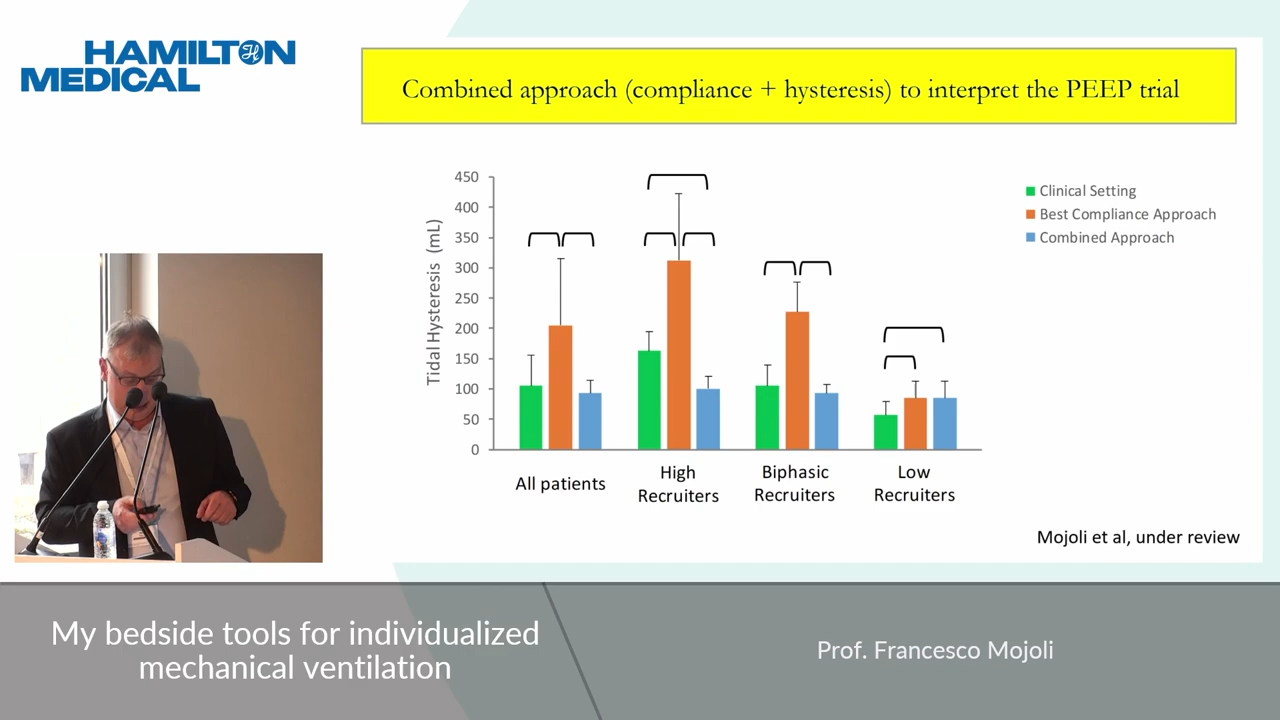 HAMILTON
MEDICAL
Combined approach (compliance + hysteresis) to interpret the PEEP trial
Tidal Hysteresis (mL)
450
400
350
300
250
200
150
100
50
0
Clinical Setting
Best Compliance Approach
Combined Approach
All patients
High
Recruiters
Biphasic
Recruiters
Low
Recruiters
Mojoli et al, under review
My bedside tools for individualized
mechanical ventilation
Prof. Francesco Mojoli